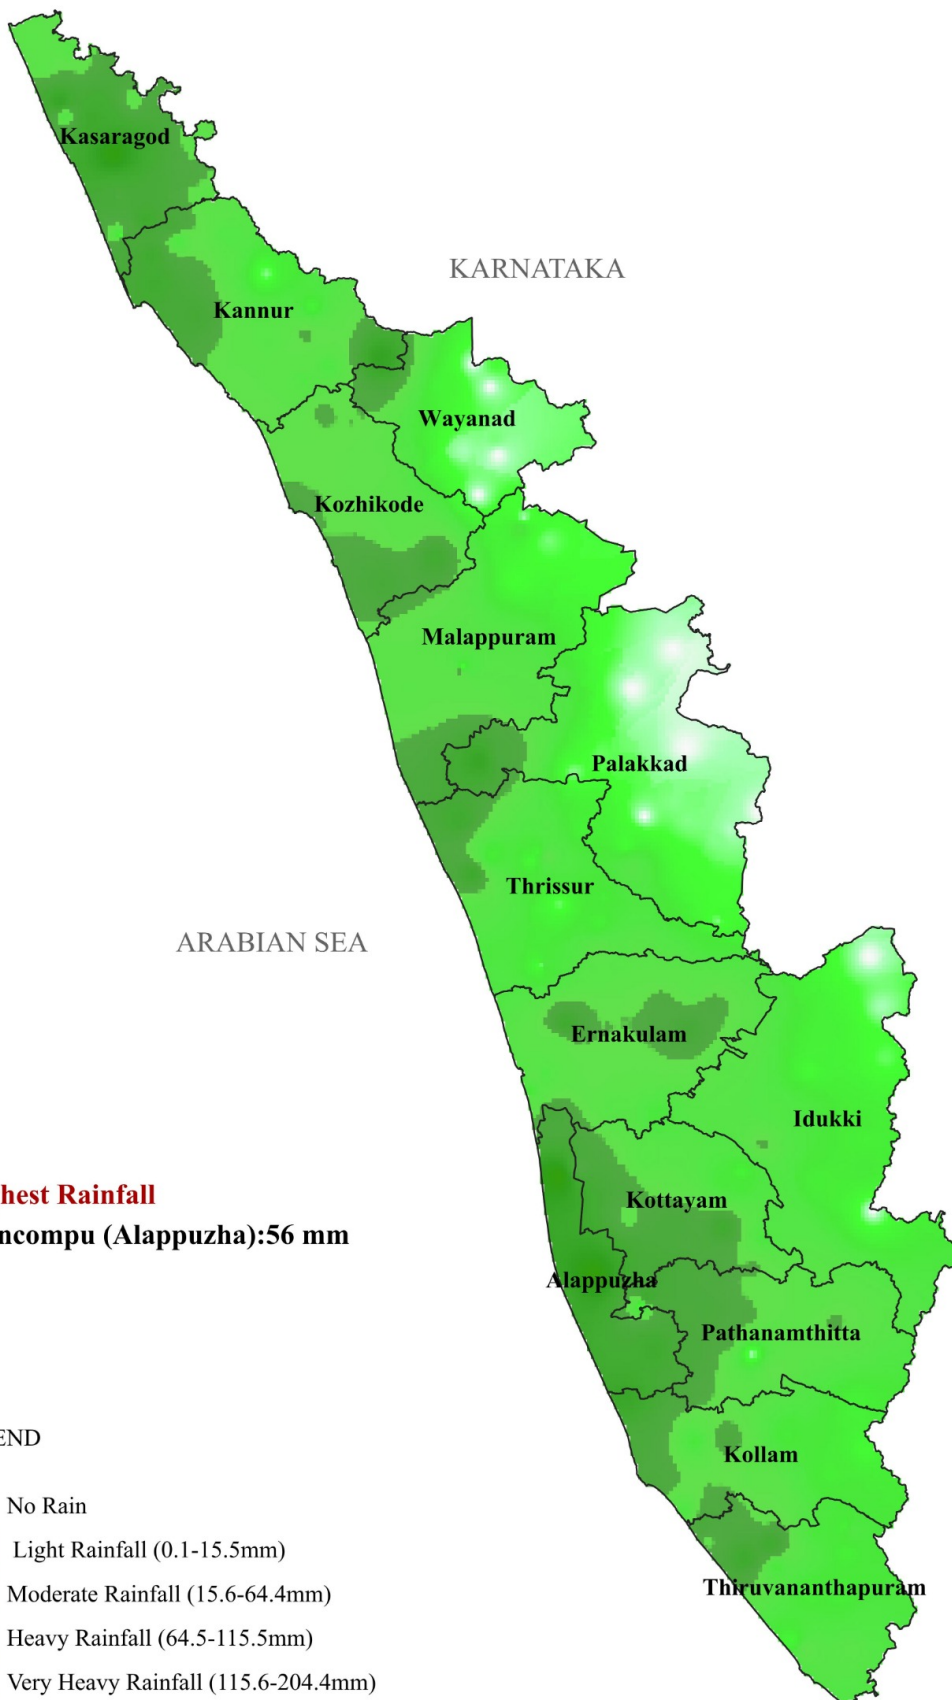 Kasaragod
KARNATAKA
Kannur
Wayanad
Kozhikode
Malappuram
Palakkad
Thrissur
ARABIAN SEA
Ernakulam
Idukki
hest Rainfall
Kottayam
ncompu (Alappuzha):56 mm
Alappuzha
Pathanamthitta
END
Kollam
No Rain
Light Rainfall (0.1-15.5mm)
Thiruvananthapuram
Moderate Rainfall (15.6-64.4mm)
Heavy Rainfall (64.5-115.5mm)
Very Heavy Rainfall (115.6-204.4mm)